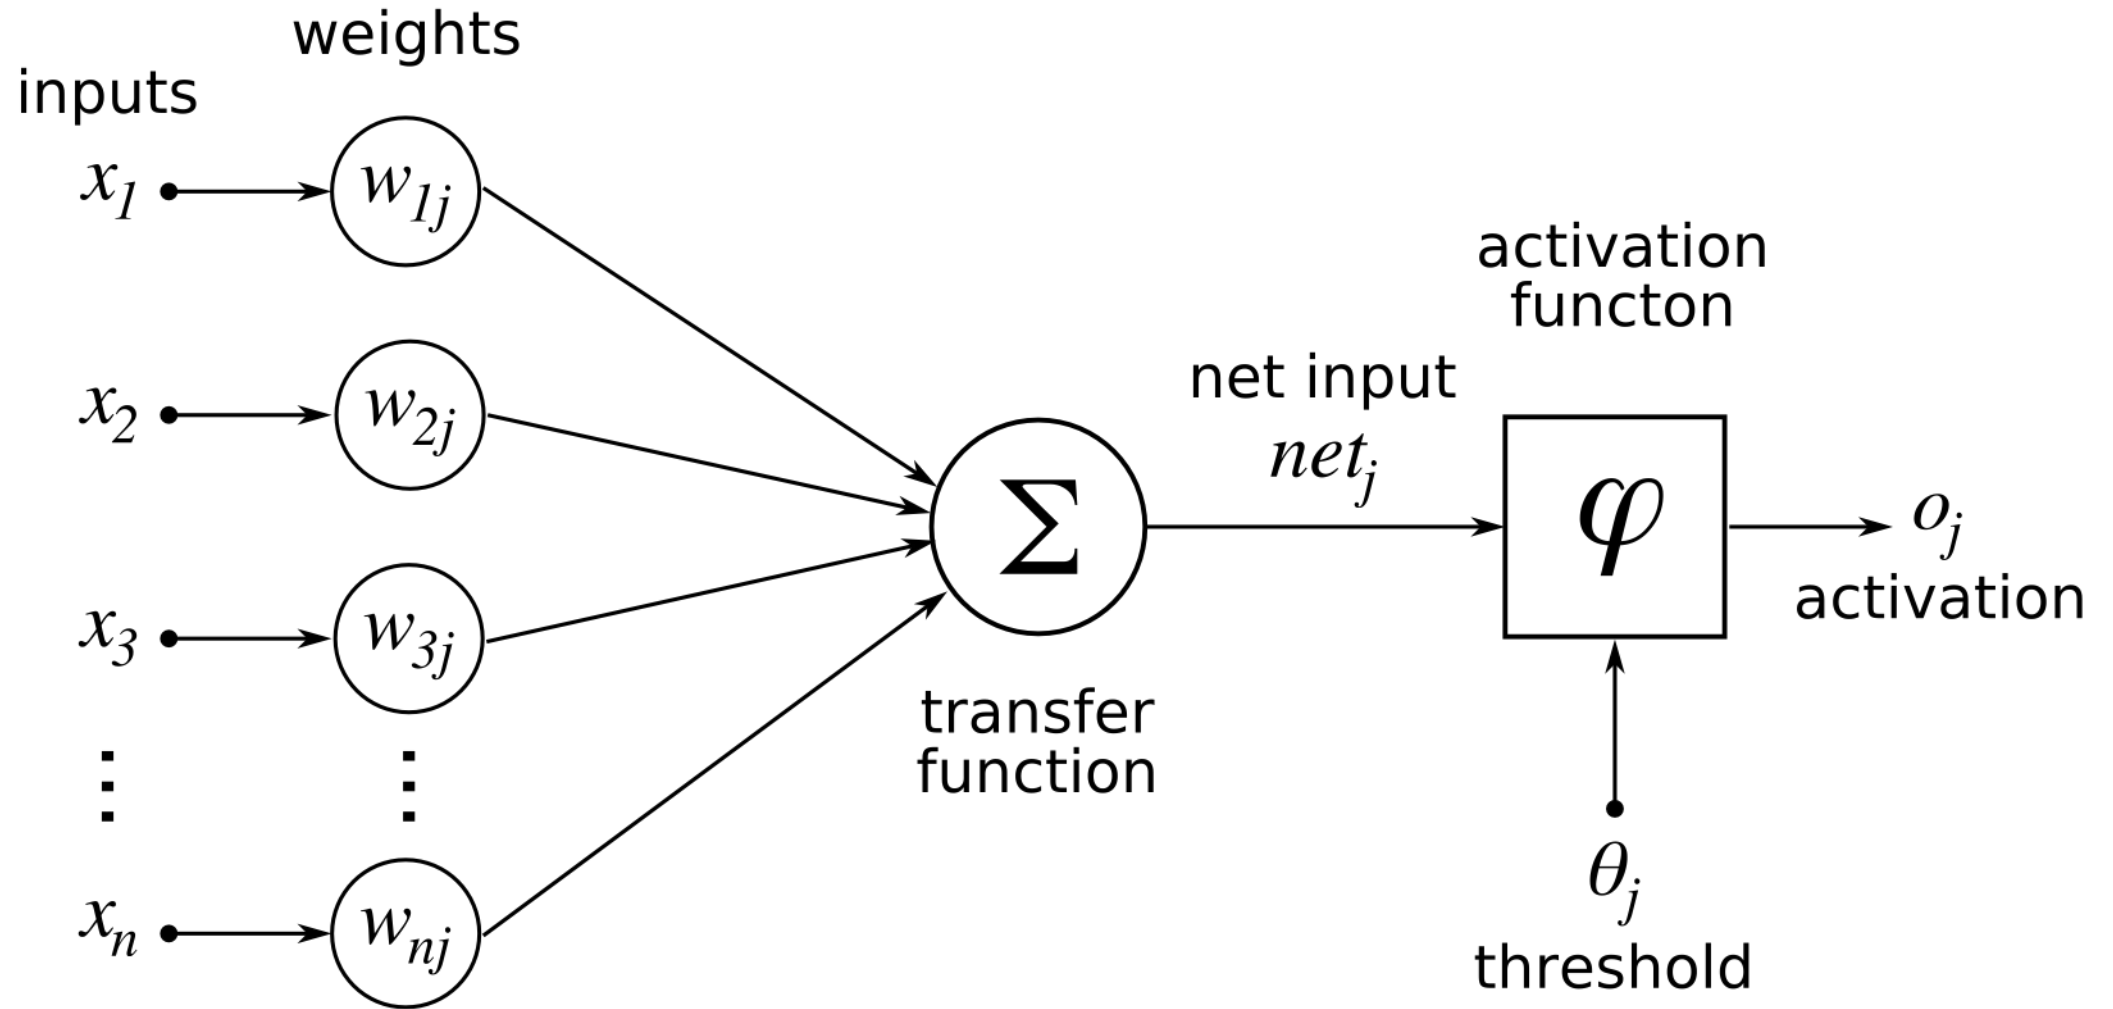 weights
inputs
x₁
w₁ⱼ
x₂
w₂ⱼ
x₃
w₃ⱼ
⋮ ⋮
xₙ
wₙⱼ
Σ
transfer
function
net input
netⱼ
activation
functon
φ
oⱼ
activation
θⱼ
threshold